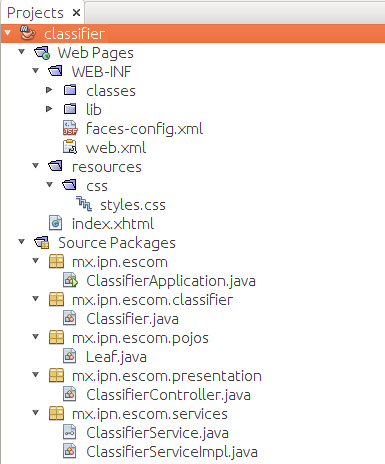 Projects
classifier
Web Pages
WEB-INF
classes
lib
faces-config.xml
web.xml
resources
css
styles.css
index.xhtml
Source Packages
mx.ipn.escom
ClassifierApplication.java
mx.ipn.escom.classifier
Classifier.java
mx.ipn.escom.pojos
Leaf.java
mx.ipn.escom.presentation
ClassifierController.java
mx.ipn.escom.services
ClassifierService.java
ClassifierServiceImpl.java